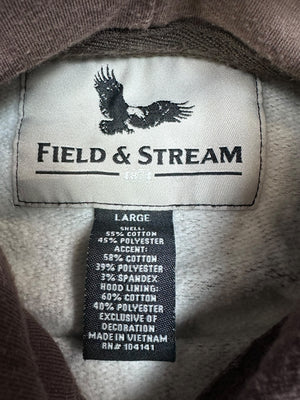 FIELD & STREAM
1871
LARGE
SHELL:
55% COTTON
45% POLYESTER
ACCENT:
58% COTTON
39% POLYESTER
3% SPANDEX
HOOD LINING:
60% COTTON
40% POLYESTER
EXCLUSIVE OF
DECORATION
MADE IN VIETNAM
RN# 104141